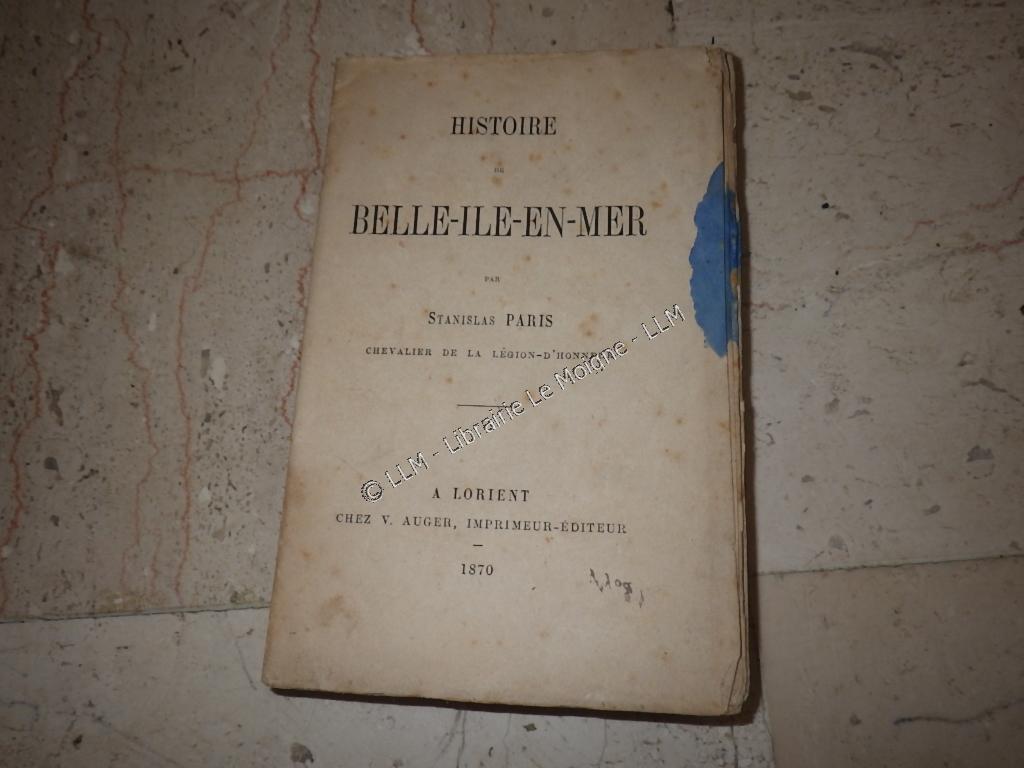 HISTOIRE
DE
BELLE-ILE-EN-MER
PAR
STANISLAS PARIS
CHEVALIER DE LA LÉGION-D'HONNEUR
© LLM - Librairie Le Moigne - LLM
A LORIENT
CHEZ V. AUGER, IMPRIMEUR-ÉDITEUR
1870